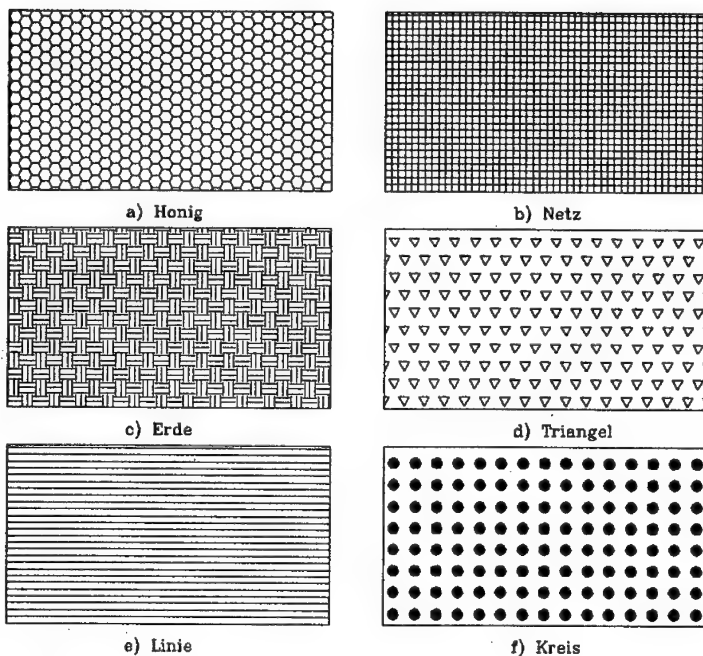 a) Honig
b) Netz
c) Erde
d) Triangel
e) Linie
f) Kreis